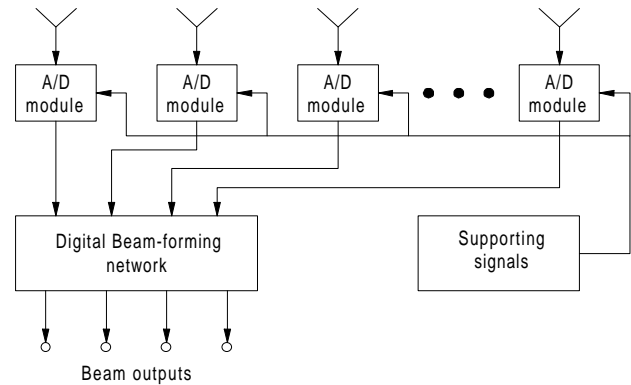 A/D
module
A/D
module
A/D
module
A/D
module
Digital Beam-forming
network
Supporting
signals
Beam outputs